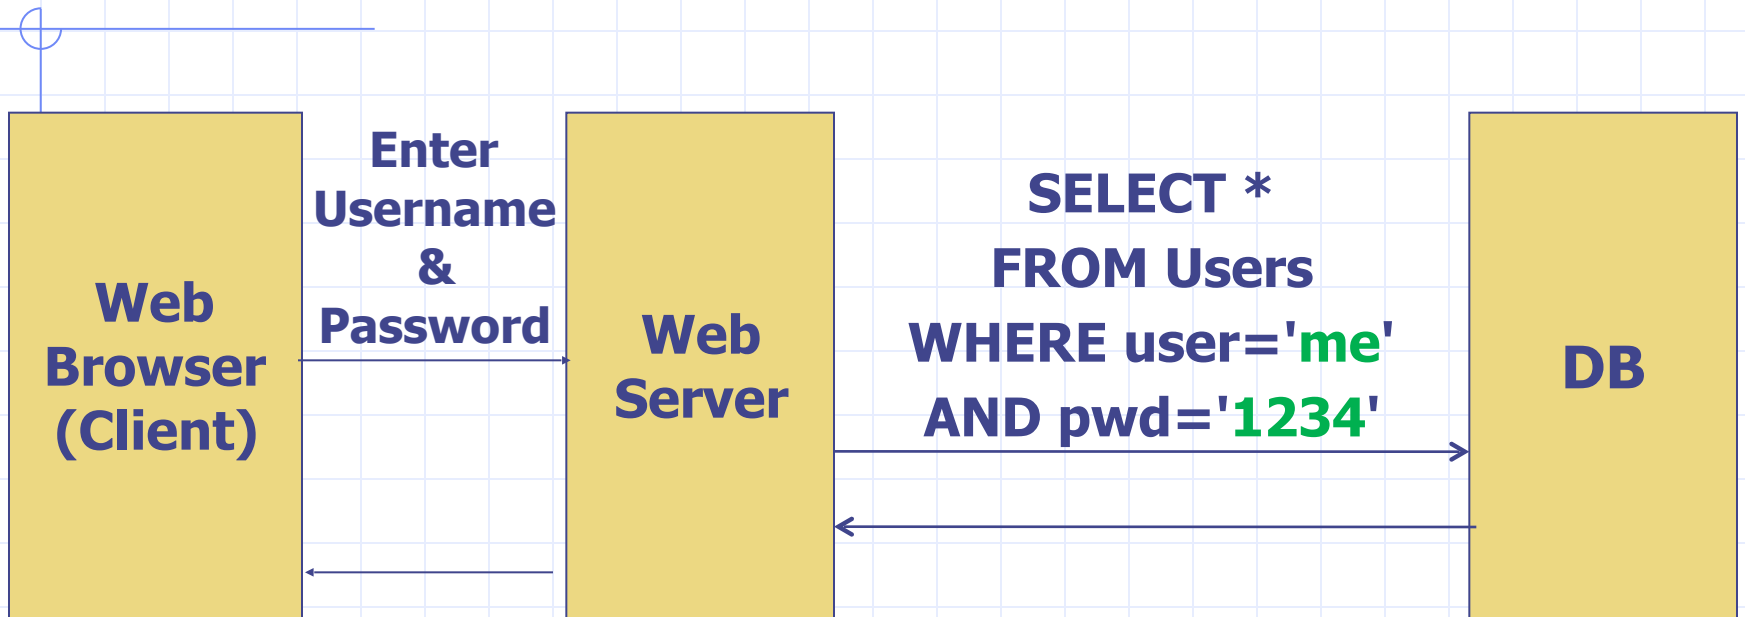 Enter
Username
&
Password
Web
Browser
(Client)
Web
Server
SELECT *
FROM Users
WHERE user='me'
AND pwd='1234'
DB